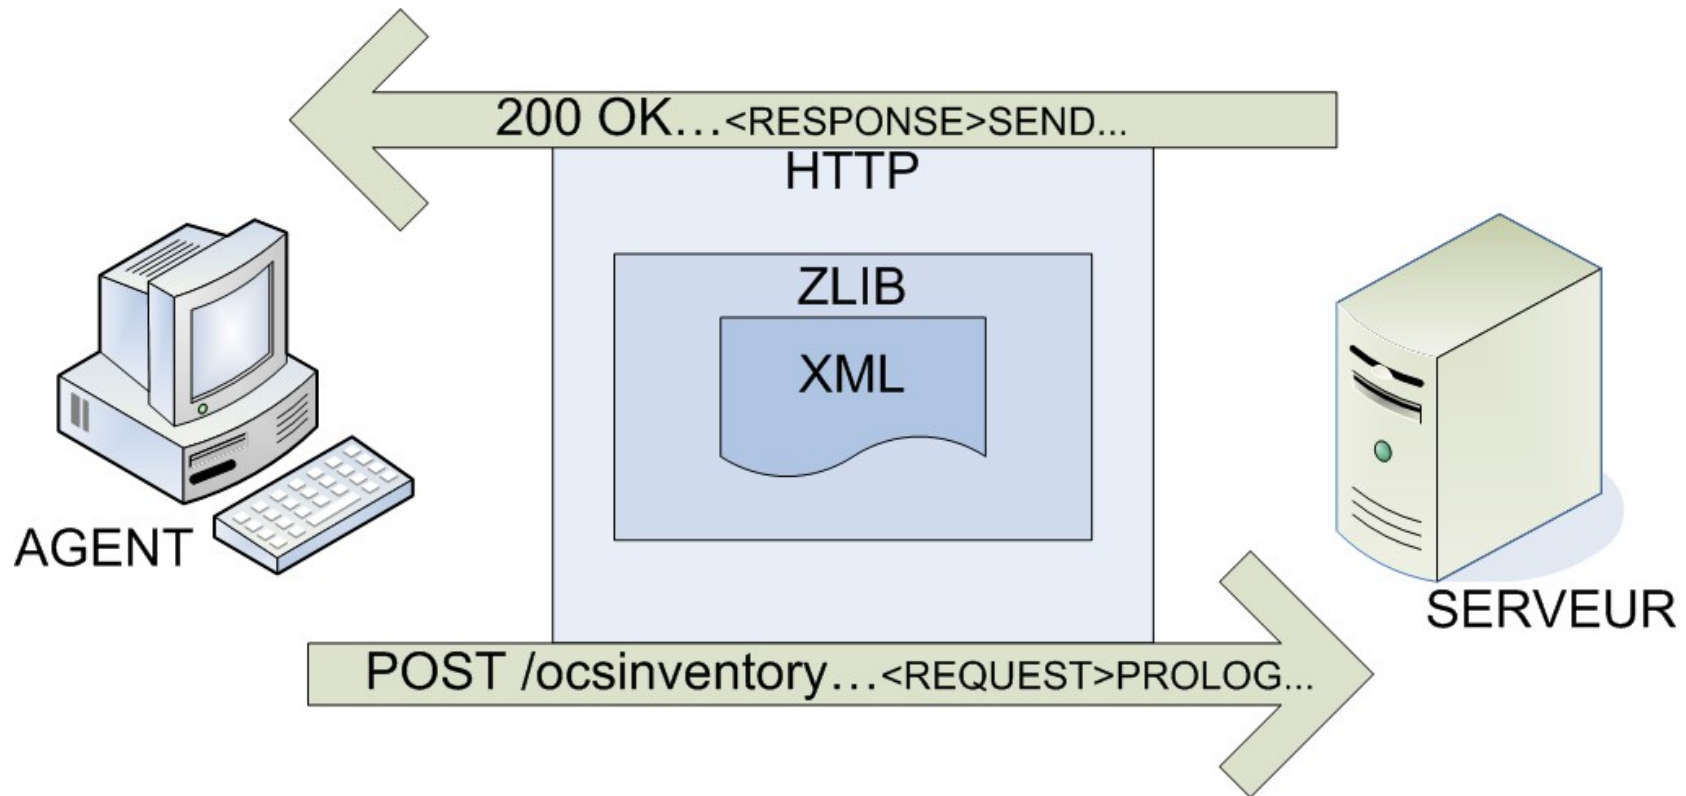 200 OK...<RESPONSE>SEND...
HTTP
ZLIB
XML
AGENT
SERVEUR
POST /ocsinventory...<REQUEST>PROLOG...